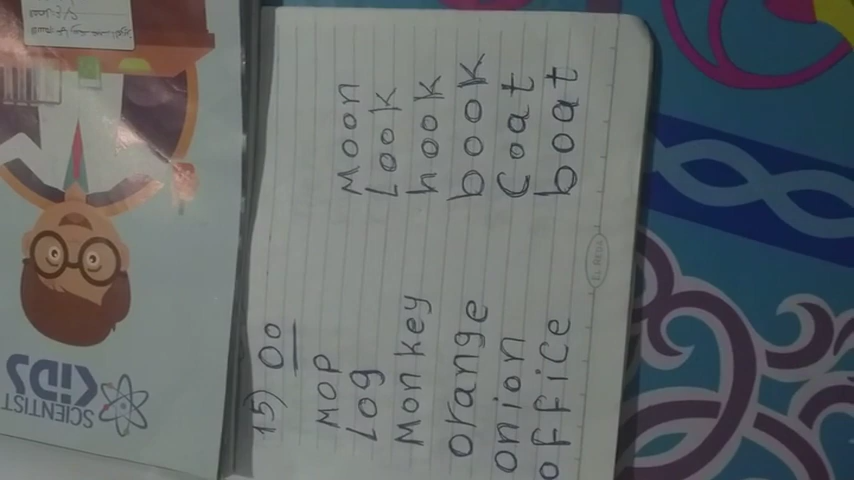 15) Oo
Mop Moon
Log Look
Monkey hook
orange book
onion Coat
office boat
SCIENTIST
KiDS